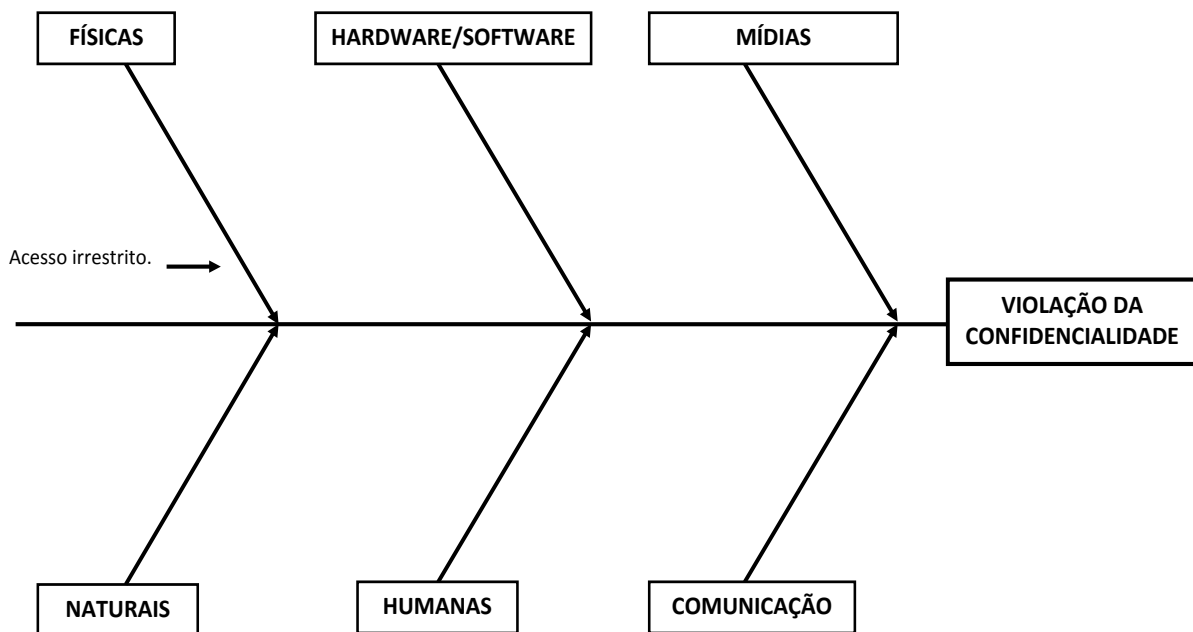 FÍSICAS
HARDWARE/SOFTWARE
MÍDIAS
Acesso irrestrito.
VIOLAÇÃO DA
CONFIDENCIALIDADE
NATURAIS
HUMANAS
COMUNICAÇÃO